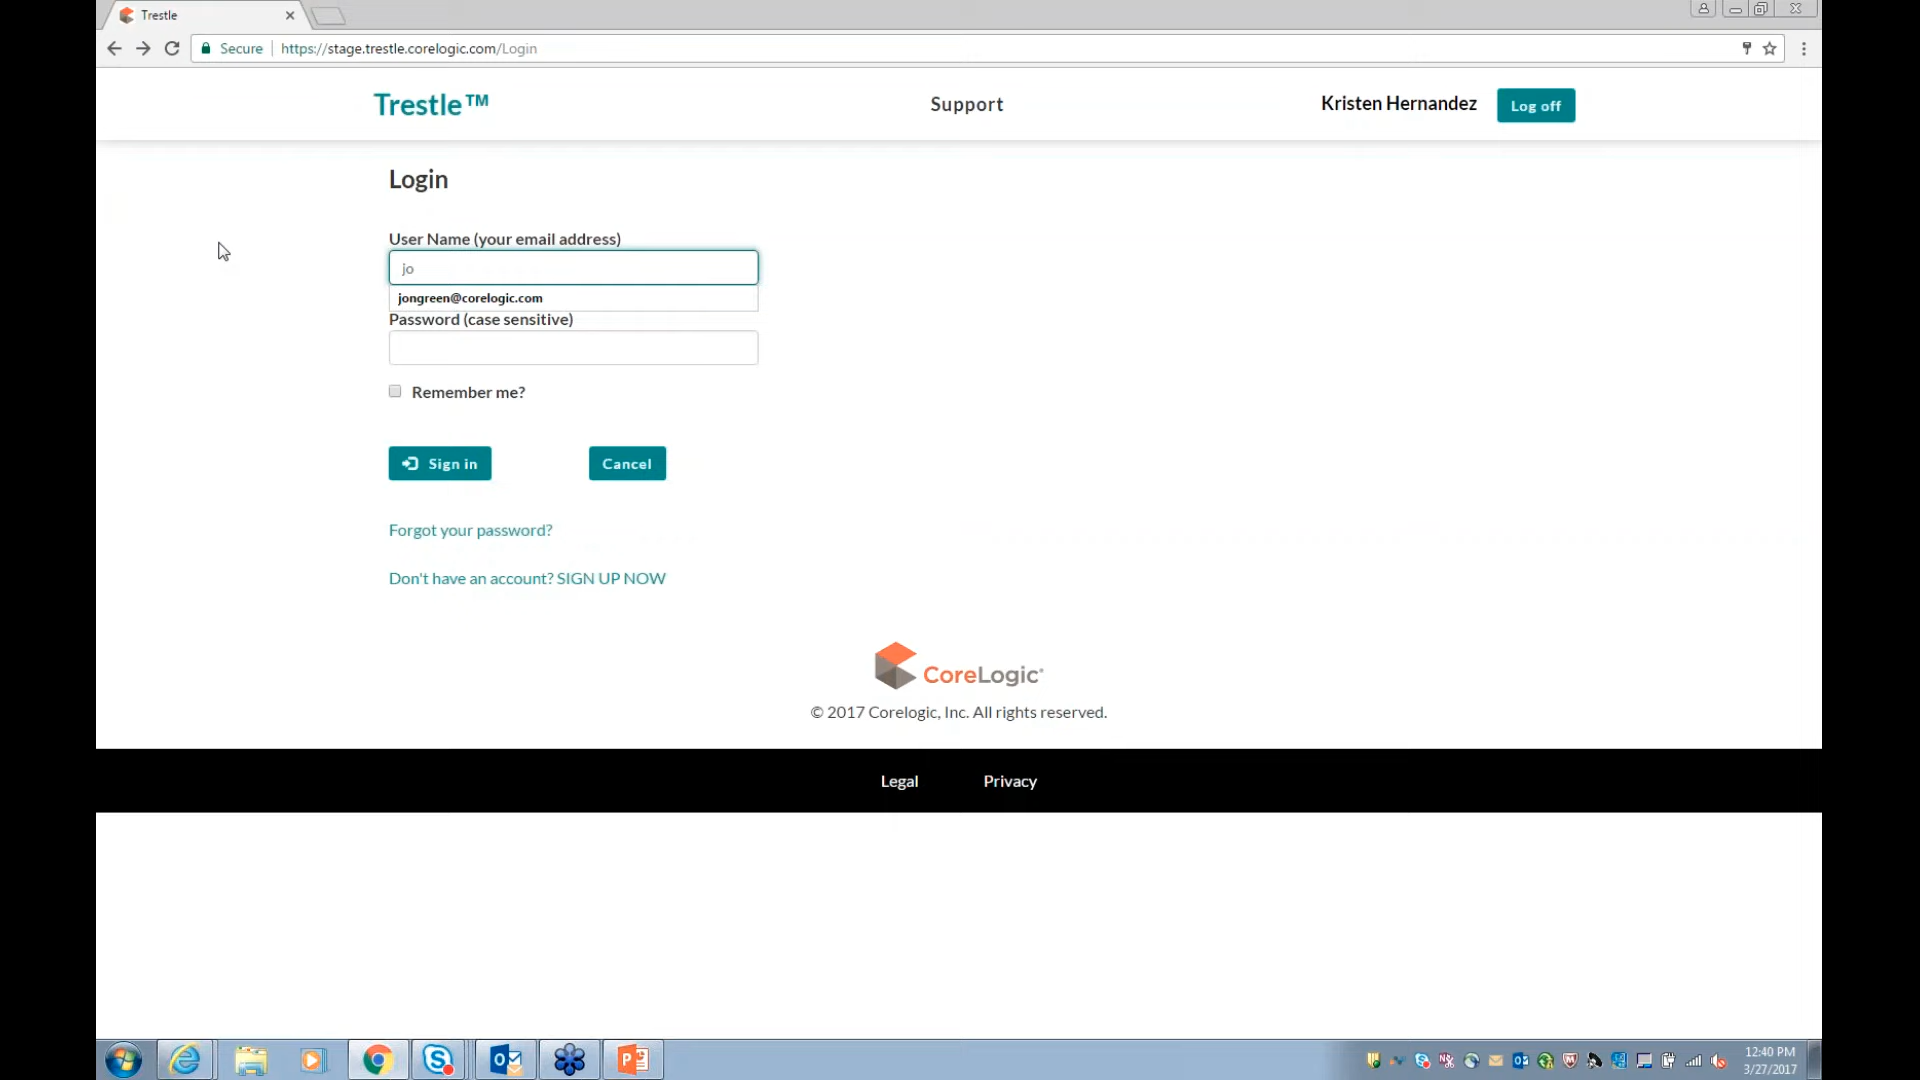 Trestle
Secure
https://stage.trestle.corelogic.com/Login
Trestle™
Support
Kristen Hernandez
Log off
Login
User Name (your email address)
jo
jongreen@corelogic.com
Password (case sensitive)
Remember me?
Sign in
Cancel
Forgot your password?
Don't have an account? SIGN UP NOW
CoreLogic®
© 2017 Corelogic, Inc. All rights reserved.
Legal
Privacy
12:40 PM
3/27/2017